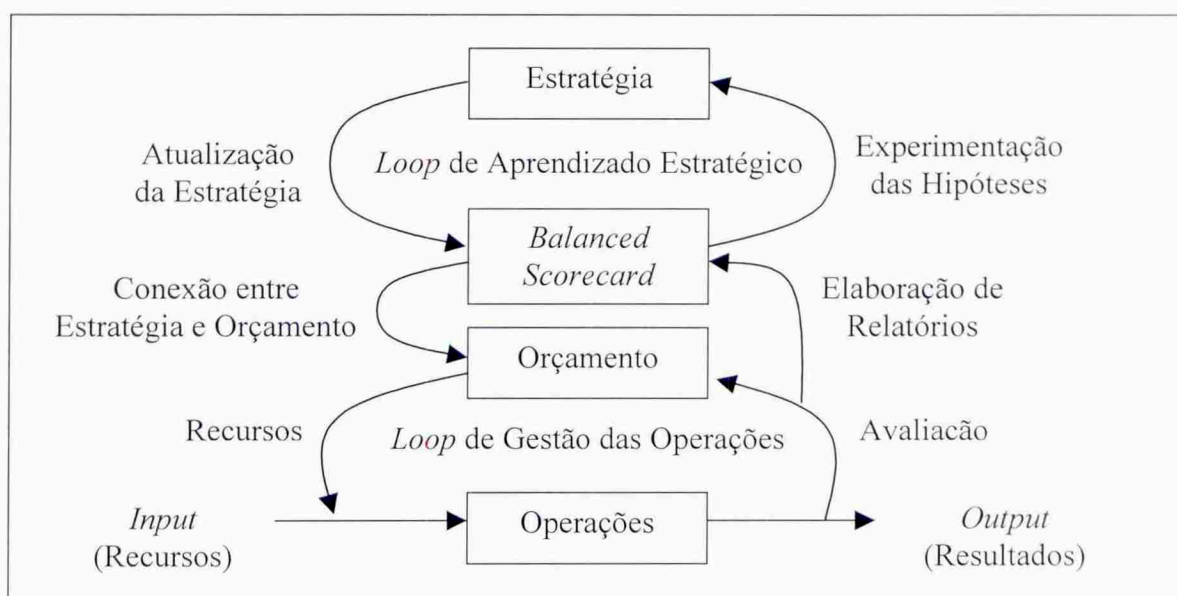 Estratégia
Atualização
da Estratégia
Loop de Aprendizado Estratégico
Experimentação
das Hipóteses
Balanced
Scorecard
Conexão entre
Estratégia e Orçamento
Elaboração de
Relatórios
Orçamento
Recursos
Loop de Gestão das Operações
Avaliacão
Input
(Recursos)
Operações
Output
(Resultados)